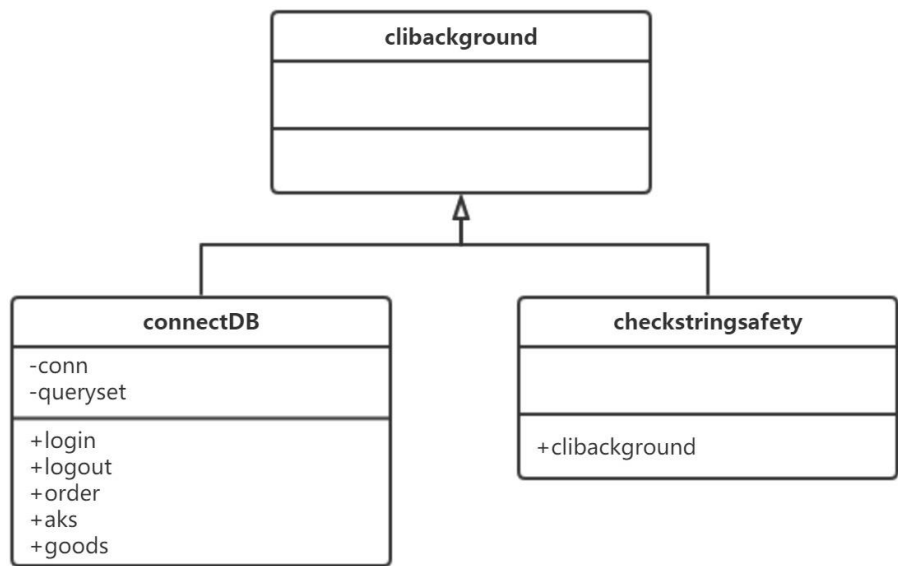 clibackground
connectDB
-conn
-queryset
+login
+logout
+order
+aks
+goods
checkstringsafety
+clibackground